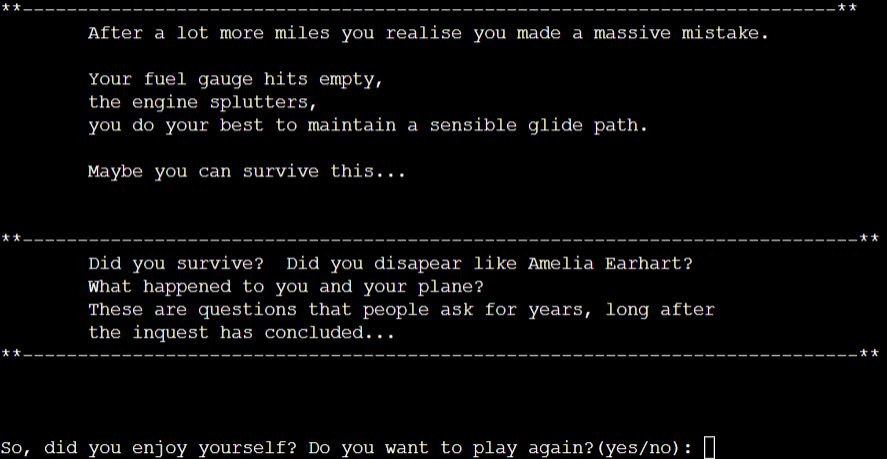 **--------------------------------------------------------------------------**
After a lot more miles you realise you made a massive mistake.
Your fuel gauge hits empty,
the engine splutters,
you do your best to maintain a sensible glide path.
Maybe you can survive this...
**----------------------------------------------------------------------------**
Did you survive?  Did you disapear like Amelia Earhart?
What happened to you and your plane?
These are questions that people ask for years, long after
the inquest has concluded...
**----------------------------------------------------------------------------**
So, did you enjoy yourself? Do you want to play again?(yes/no):